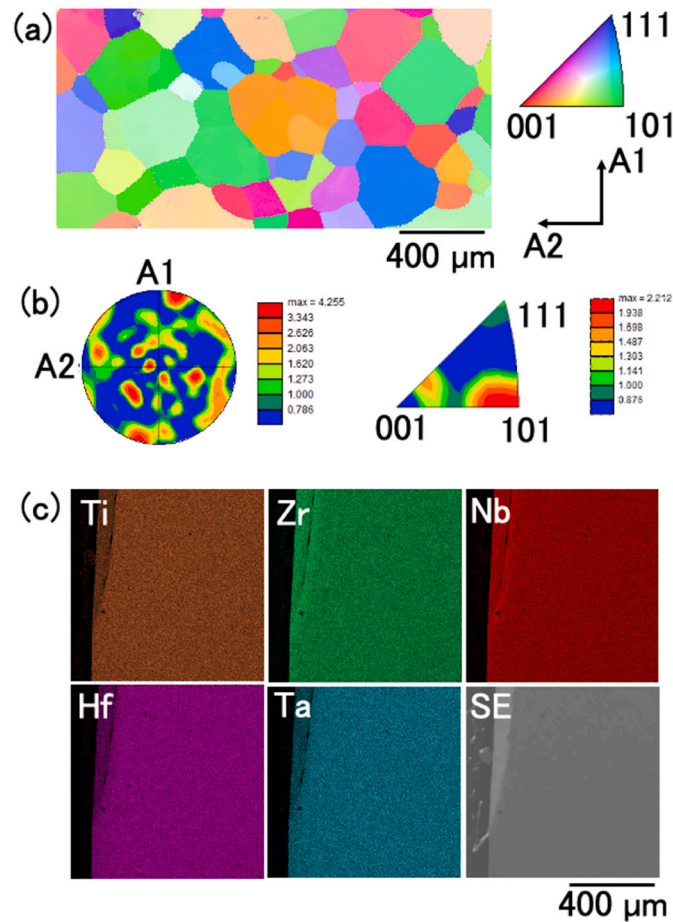 (a)
111
001
101
A1
A2
400 μm
(b)
A1
A2
max = 4.255
3.343
2.626
2.063
1.620
1.273
1.000
0.786
111
001
101
max = 2.212
1.938
1.698
1.487
1.303
1.141
1.000
0.876
(c)
Ti
Zr
Nb
Hf
Ta
SE
400 μm